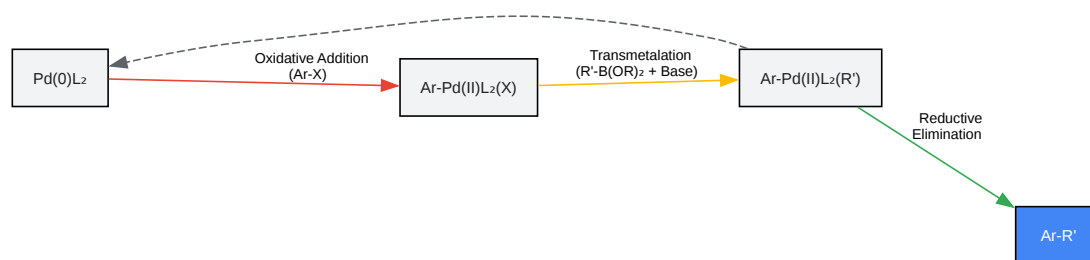 Pd(0)L₂
Oxidative Addition
(Ar-X)
Ar-Pd(II)L₂(X)
Transmetalation
(R'-B(OR)₂ + Base)
Ar-Pd(II)L₂(R')
Reductive
Elimination
Ar-R'